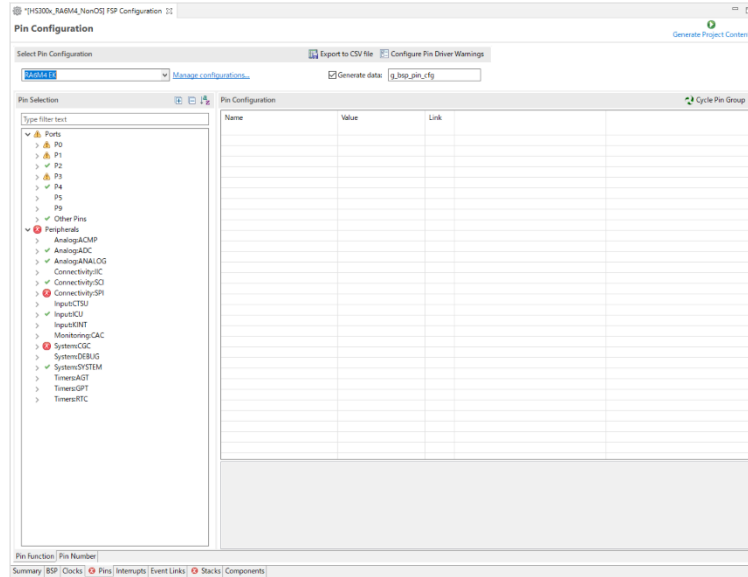 *[HS300x_RA6M4_NonOS] FSP Configuration
Pin Configuration
Generate Project Content
Select Pin Configuration
Export to CSV file
Configure Pin Driver Warnings
RA6M4 EK
Manage configurations...
Generate data:
g_bsp_pin_cfg
Pin Selection
Pin Configuration
Cycle Pin Group
Type filter text
Name Value Link
Ports
P0
P1
P2
P3
P4
P5
P9
Other Pins
Peripherals
Analog:ACMP
Analog:ADC
Analog:ANALOG
Connectivity:IIC
Connectivity:SCI
Connectivity:SPI
Input:CTSU
Input:ICU
Input:KINT
Monitoring:CAC
System:CGC
System:DEBUG
System:SYSTEM
Timers:AGT
Timers:GPT
Timers:RTC
Pin Function Pin Number
Summary BSP Clocks Pins Interrupts Event Links Stacks Components